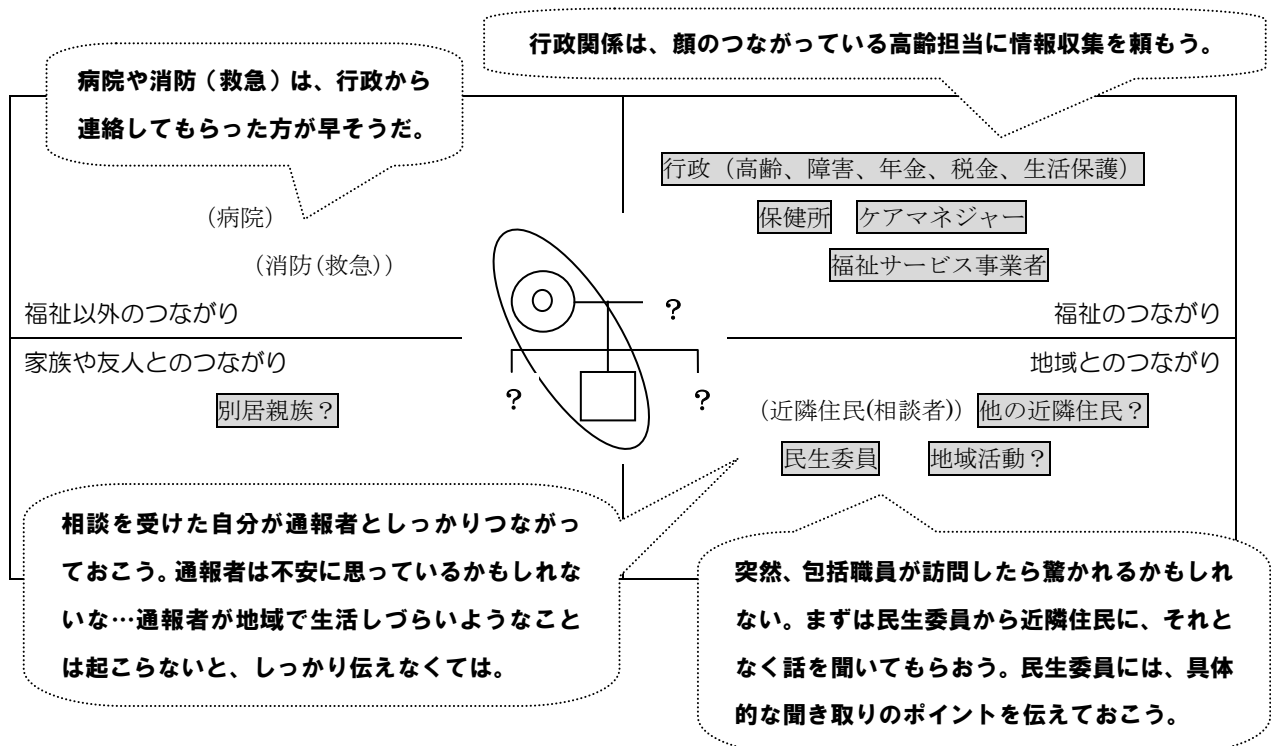 行政関係は、顔のつながっている高齢担当に情報収集を頼もう。
病院や消防（救急）は、行政から
連絡してもらった方が早そうだ。
行政（高齢、障害、年金、税金、生活保護）
（病院）
保健所 ケアマネジャー
（消防(救急)）
福祉サービス事業者
？
福祉以外のつながり
福祉のつながり
家族や友人とのつながり
地域とのつながり
？
？
別居親族？
（近隣住民(相談者)） 他の近隣住民？
民生委員 地域活動？
相談を受けた自分が通報者としっかりつながっ
ておこう。通報者は不安に思っているかもしれな
いな…通報者が地域で生活しづらいようなこと
は起こらないと、しっかり伝えなくては。
突然、包括職員が訪問したら驚かれるかもしれ
ない。まずは民生委員から近隣住民に、それと
なく話を聞いてもらおう。民生委員には、具体
的な聞き取りのポイントを伝えておこう。